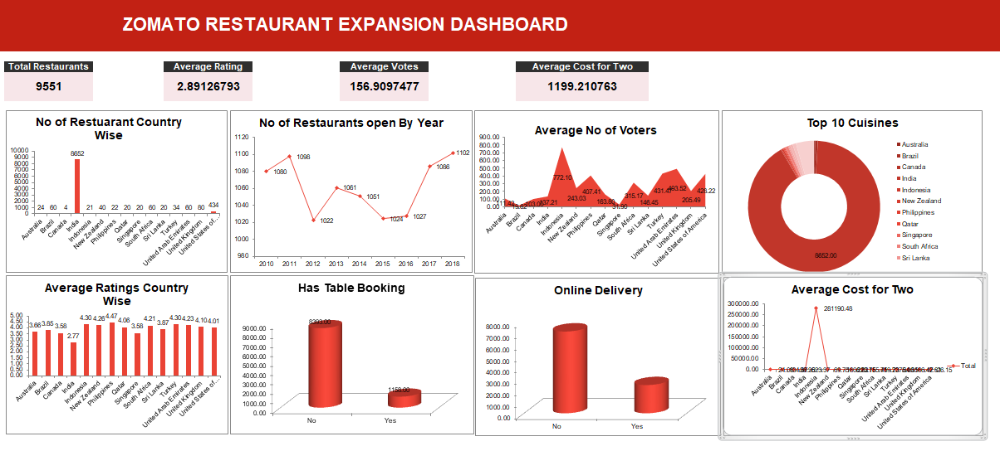 ZOMATO RESTAURANT EXPANSION DASHBOARD
Total Restaurants
9551
Average Rating
2.89126793
Average Votes
156.9097477
Average Cost for Two
1199.210763
No of Restuarant Country
Wise
10000
9000
8000
7000
6000
5000
4000
3000
2000
1000
0
24 60 4 8652 21 40 22 20 20 60 20 34 60 80 434
Australia
Brazil
Canada
India
Indonesia
New Zealand
Philippines
Qatar
Singapore
South Africa
Sri Lanka
Turkey
United Arab Emirates
United Kingdom
United States of...
No of Restaurants open By Year
1120
1100
1080
1060
1040
1020
1000
980
1080 1098 1022 1061 1051 1024 1027 1086 1102
2010 2011 2012 2013 2014 2015 2016 2017 2018
Average No of Voters
900.00
800.00
700.00
600.00
500.00
400.00
300.00
200.00
100.00
0.00
137.21
772.10
243.03
407.41
163.80
315.17
146.45
431.47
493.52
205.49
428.22
Australia
Brazil
Canada
India
Indonesia
New Zealand
Philippines
Qatar
Singapore
South Africa
Sri Lanka
Turkey
United Arab Emirates
United Kingdom
United States of America
Top 10 Cuisines
8652.00
Australia
Brazil
Canada
India
Indonesia
New Zealand
Philippines
Qatar
Singapore
South Africa
Sri Lanka
Average Ratings Country
Wise
5.00
4.50
4.00
3.50
3.00
2.50
2.00
1.50
1.00
0.50
0.00
3.66 3.85 3.58 2.77 4.30 4.26 4.47 4.06 3.58 4.21 3.87 4.30 4.23 4.10 4.01
Australia
Brazil
Canada
India
Indonesia
New Zealand
Philippines
Qatar
Singapore
South Africa
Sri Lanka
Turkey
United Arab Emirates
United Kingdom
United States of...
Has Table Booking
9000.00
8000.00
7000.00
6000.00
5000.00
4000.00
3000.00
2000.00
1000.00
0.00
8393.00
1158.00
No Yes
Online Delivery
8000.00
7000.00
6000.00
5000.00
4000.00
3000.00
2000.00
1000.00
0.00
No Yes
Average Cost for Two
300000.00
250000.00
200000.00
150000.00
100000.00
50000.00
0.00
281190.48
Total
Australia
Brazil
Canada
India
Indonesia
New Zealand
Philippines
Qatar
Singapore
South Africa
Sri Lanka
Turkey
United Arab Emirates
United Kingdom
United States of America